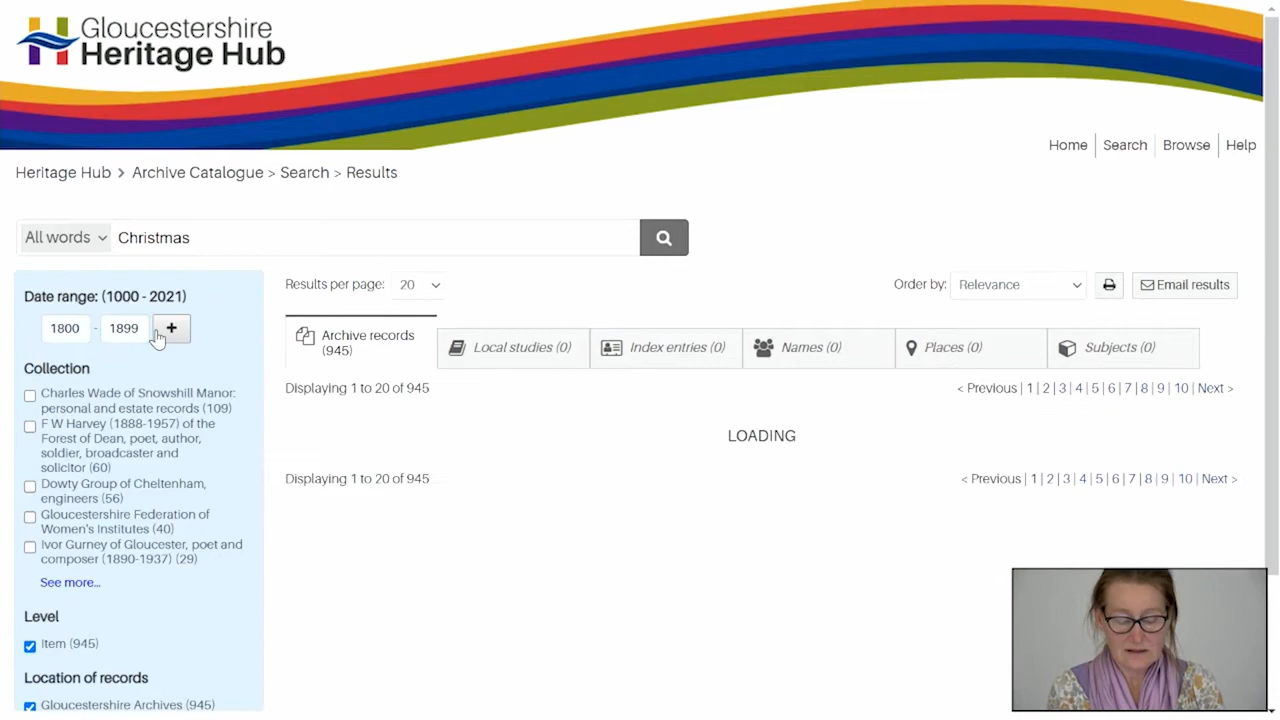 Gloucestershire
Heritage Hub
Home Search Browse Help
Heritage Hub > Archive Catalogue > Search > Results
All words Christmas
Date range: (1000 - 2021)
1800 - 1899 +
Collection
Charles Wade of Snowshill Manor:
personal and estate records (109)
F W Harvey (1888-1957) of the
Forest of Dean, poet, author,
soldier, broadcaster and
solicitor (60)
Dowty Group of Cheltenham,
engineers (56)
Gloucestershire Federation of
Women's Institutes (40)
Ivor Gurney of Gloucester, poet and
composer (1890-1937) (29)
See more...
Level
Item (945)
Location of records
Gloucestershire Archives (945)
Results per page: 20
Order by: Relevance
Email results
Archive records
(945)
Local studies (0)
Index entries (0)
Names (0)
Places (0)
Subjects (0)
Displaying 1 to 20 of 945
< Previous | 1 | 2 | 3 | 4 | 5 | 6 | 7 | 8 | 9 | 10 | Next >
LOADING
Displaying 1 to 20 of 945
< Previous | 1 | 2 | 3 | 4 | 5 | 6 | 7 | 8 | 9 | 10 | Next >